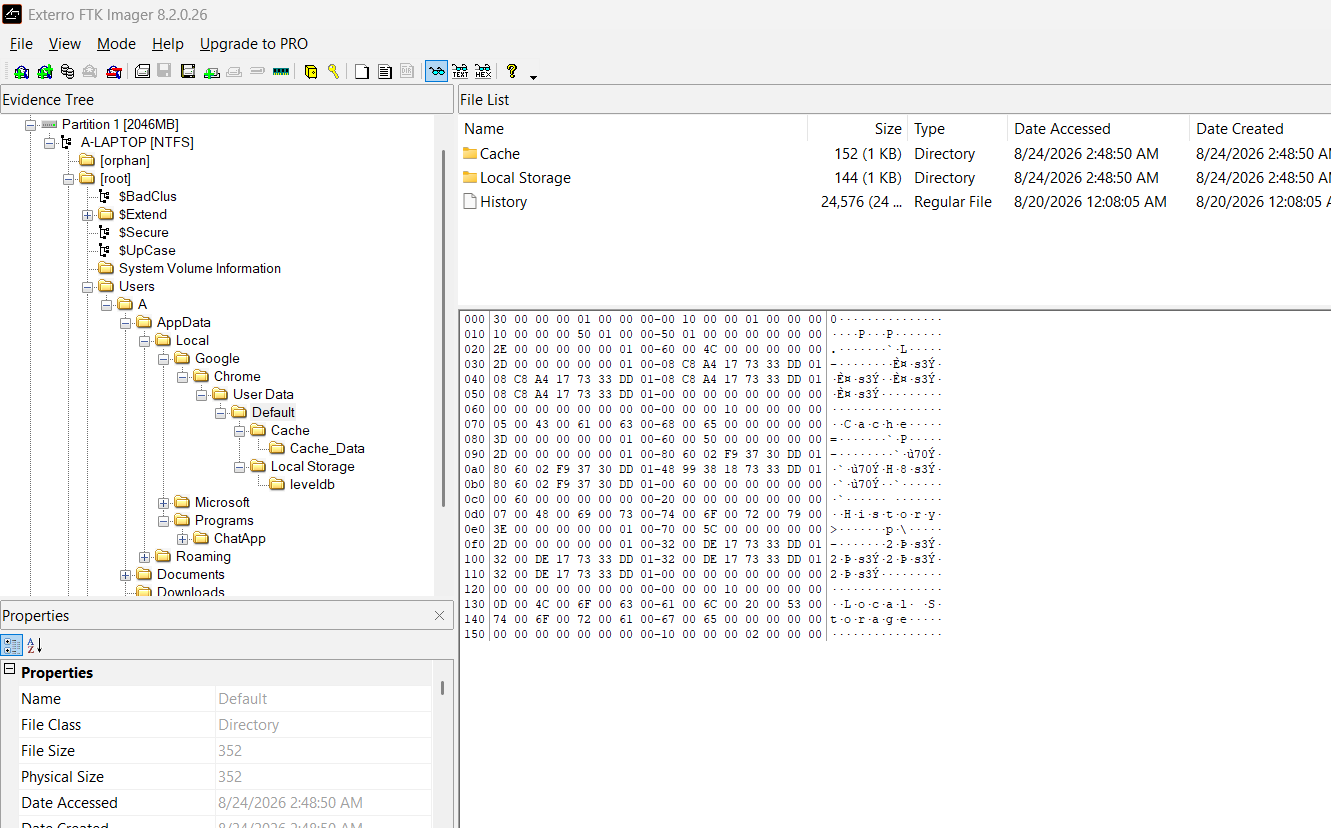 Exterro FTK Imager 8.2.0.26
File View Mode Help Upgrade to PRO
Evidence Tree
Partition 1 [2046MB]
A-LAPTOP [NTFS]
[orphan]
[root]
$BadClus
$Extend
$Secure
$UpCase
System Volume Information
Users
A
AppData
Local
Google
Chrome
User Data
Default
Cache
Cache_Data
Local Storage
leveldb
Microsoft
Programs
ChatApp
Roaming
Documents
Downloads
Properties
Properties
Name Default
File Class Directory
File Size 352
Physical Size 352
Date Accessed 8/24/2026 2:48:50 AM
Date Created 8/24/2026 2:48:50 AM
File List
Name Size Type Date Accessed Date Created
Cache 152 (1 KB) Directory 8/24/2026 2:48:50 AM 8/24/2026 2:48:50 AM
Local Storage 144 (1 KB) Directory 8/24/2026 2:48:50 AM 8/24/2026 2:48:50 AM
History 24,576 (24 ... Regular File 8/20/2026 12:08:05 AM 8/20/2026 12:08:05 A
000 30 00 00 00 01 00 00 00-00 10 00 00 01 00 00 00 0···············
010 10 00 00 00 50 01 00 00-50 01 00 00 00 00 00 00 ····P···P·······
020 2E 00 00 00 00 00 01 00-60 00 4C 00 00 00 00 00 .·······`·L·····
030 2D 00 00 00 00 00 01 00-08 C8 A4 17 73 33 DD 01 -········È¤·s3Ý·
040 08 C8 A4 17 73 33 DD 01-08 C8 A4 17 73 33 DD 01 ·È¤·s3Ý··È¤·s3Ý·
050 08 C8 A4 17 73 33 DD 01-00 00 00 00 00 00 00 00 ·È¤·s3Ý·········
060 00 00 00 00 00 00 00 00-00 00 00 10 00 00 00 00 ················
070 05 00 43 00 61 00 63 00-68 00 65 00 00 00 00 00 ··C·a·c·h·e·····
080 3D 00 00 00 00 00 01 00-60 00 50 00 00 00 00 00 =·······`·P·····
090 2D 00 00 00 00 00 01 00-80 60 02 F9 37 30 DD 01 -········`·ù70Ý·
0a0 80 60 02 F9 37 30 DD 01-48 99 38 18 73 33 DD 01 ·`·ù70Ý·H·8·s3Ý·
0b0 80 60 02 F9 37 30 DD 01-00 60 00 00 00 00 00 00 ·`·ù70Ý··`······
0c0 00 60 00 00 00 00 00 00-20 00 00 00 00 00 00 00 ·`······ ·······
0d0 07 00 48 00 69 00 73 00-74 00 6F 00 72 00 79 00 ··H·i·s·t·o·r·y·
0e0 3E 00 00 00 00 00 01 00-70 00 5C 00 00 00 00 00 >·······p·\·····
0f0 2D 00 00 00 00 00 01 00-32 00 DE 17 73 33 DD 01 -·······2·Þ·s3Ý·
100 32 00 DE 17 73 33 DD 01-32 00 DE 17 73 33 DD 01 2·Þ·s3Ý·2·Þ·s3Ý·
110 32 00 DE 17 73 33 DD 01-00 00 00 00 00 00 00 00 2·Þ·s3Ý·········
120 00 00 00 00 00 00 00 00-00 00 00 10 00 00 00 00 ················
130 0D 00 4C 00 6F 00 63 00-61 00 6C 00 20 00 53 00 ··L·o·c·a·l· ·S·
140 74 00 6F 00 72 00 61 00-67 00 65 00 00 00 00 00 t·o·r·a·g·e·····
150 00 00 00 00 00 00 00 00-10 00 00 00 02 00 00 00 ················